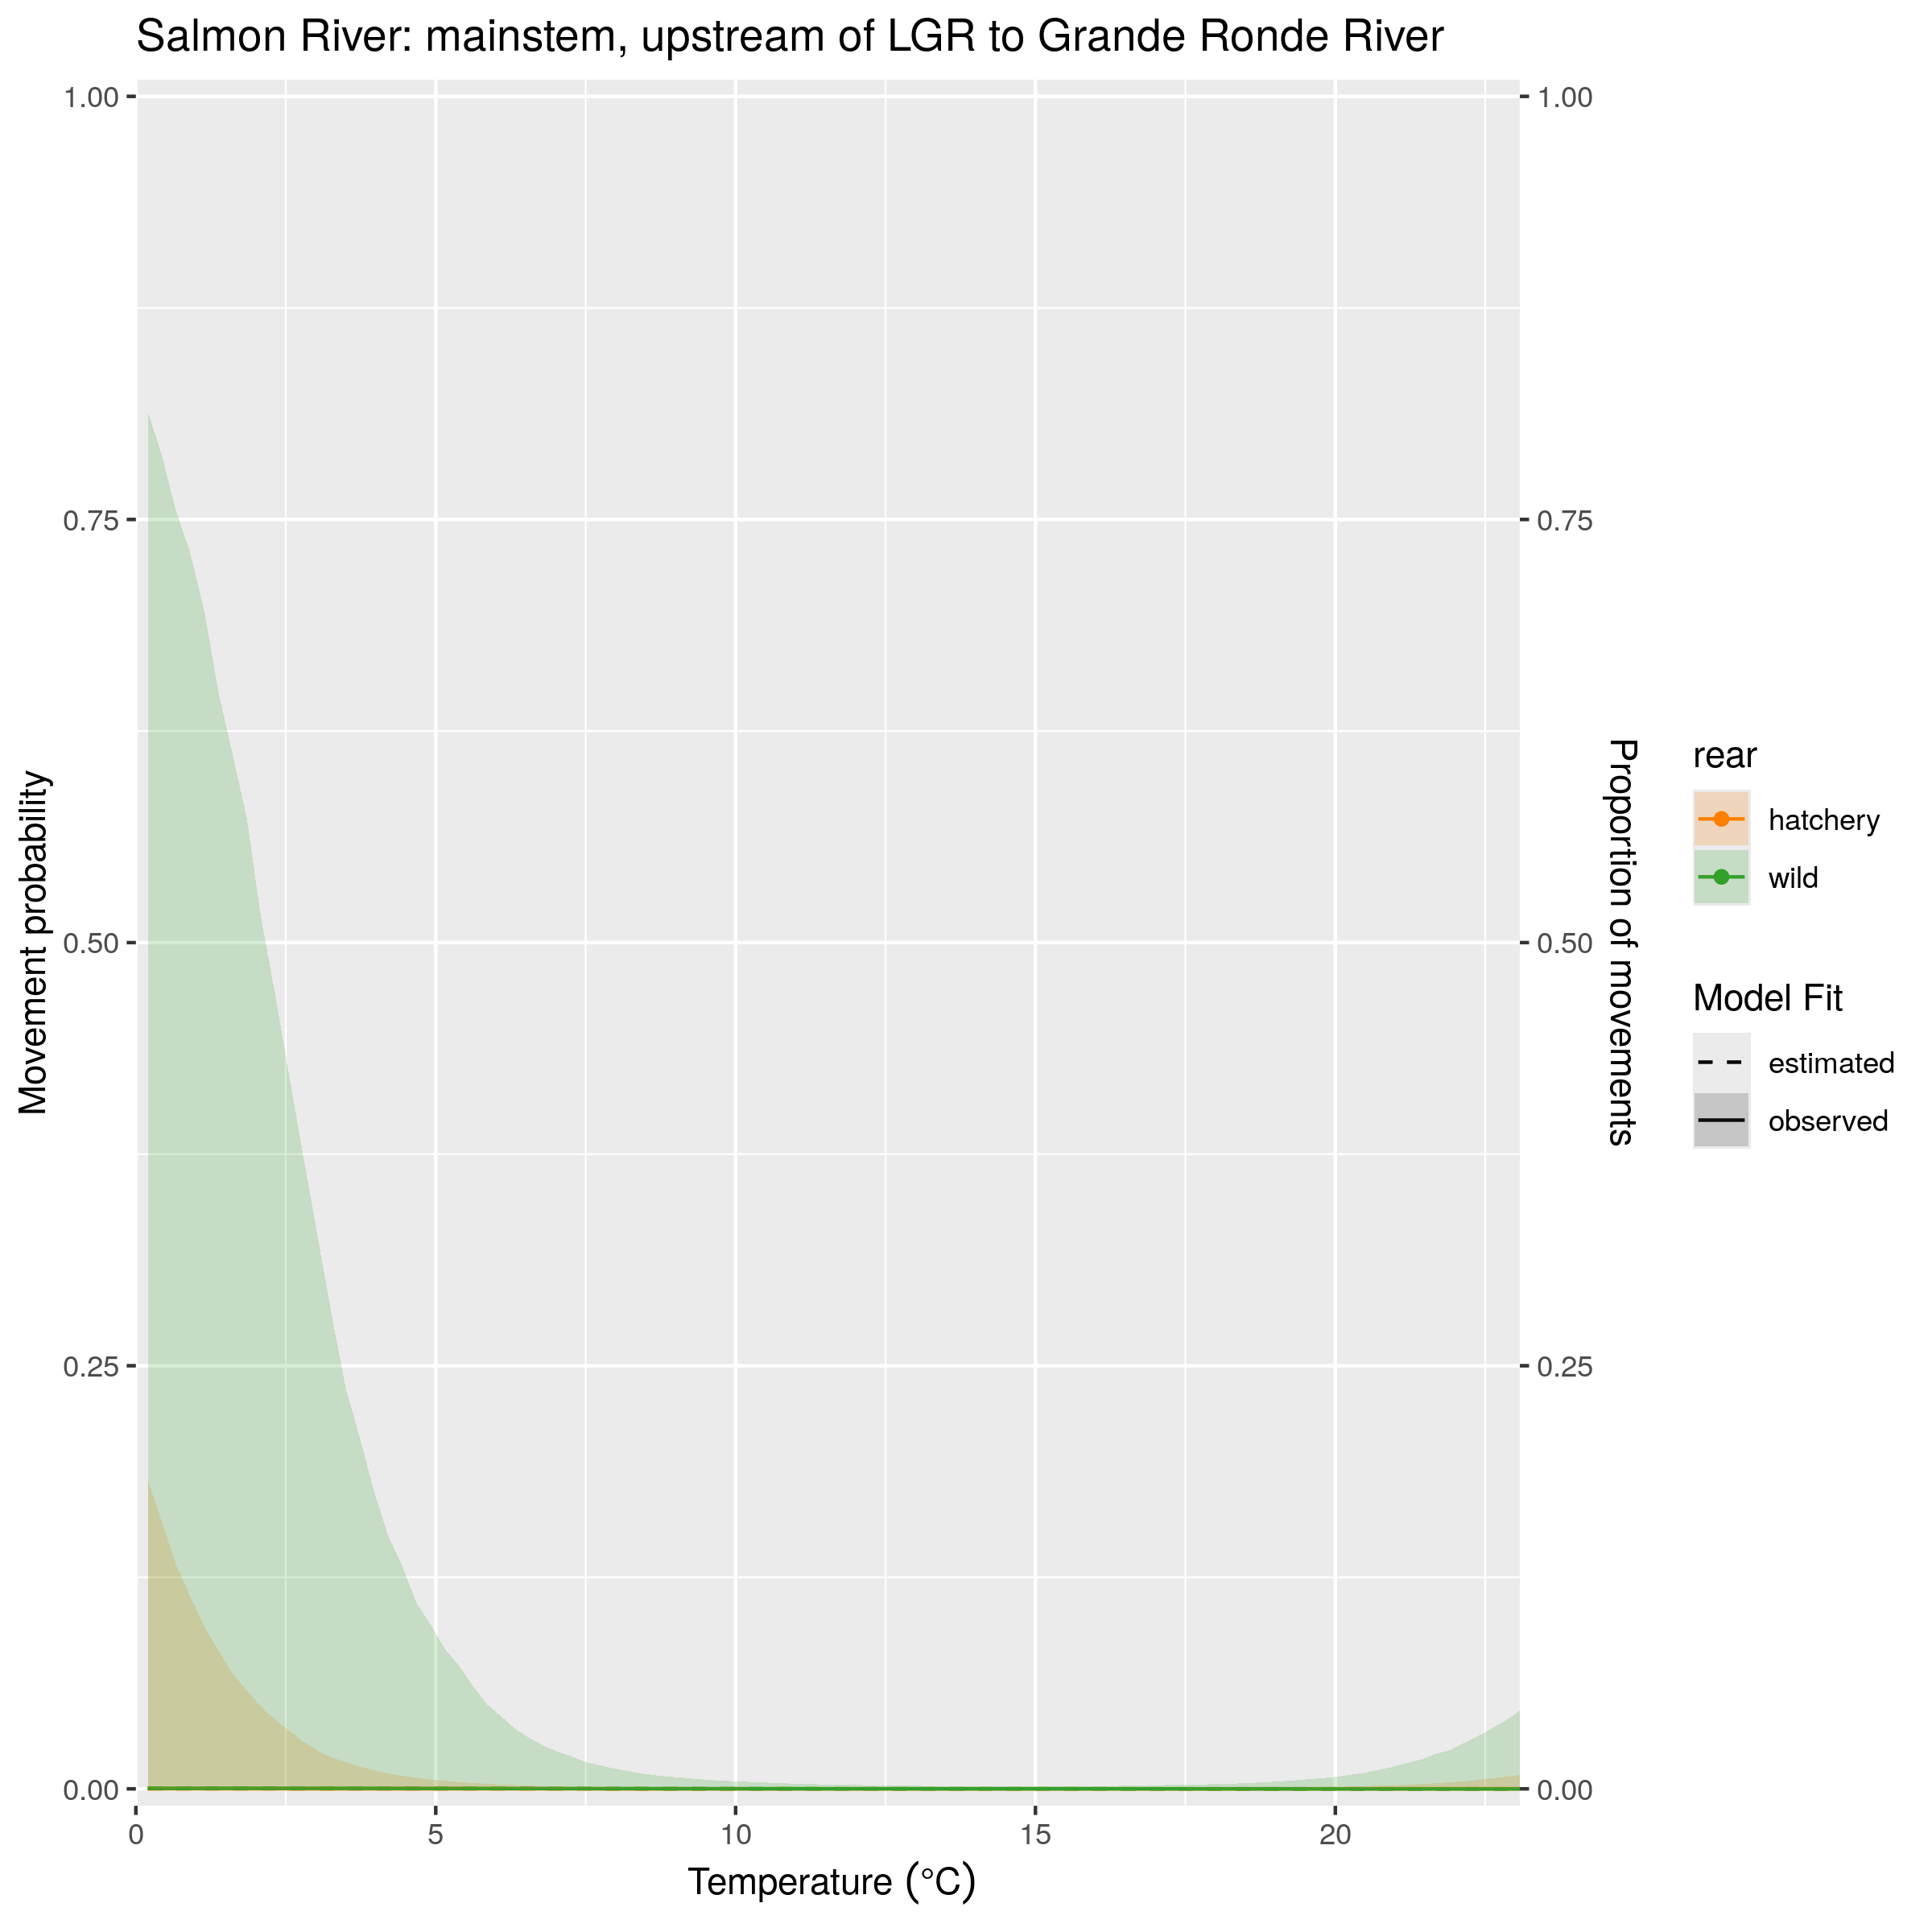 Salmon River: mainstem, upstream of LGR to Grande Ronde River
Movement probability
1.00
0.75
0.50
0.25
0.00
0
5
10
15
20
Temperature (°C)
1.00
0.75
0.50
0.25
0.00
Proportion of movements
rear
hatchery
wild
Model Fit
estimated
observed